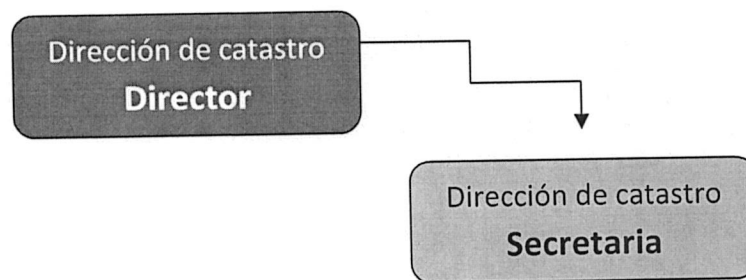 Dirección de catastro
Director
Dirección de catastro
Secretaria